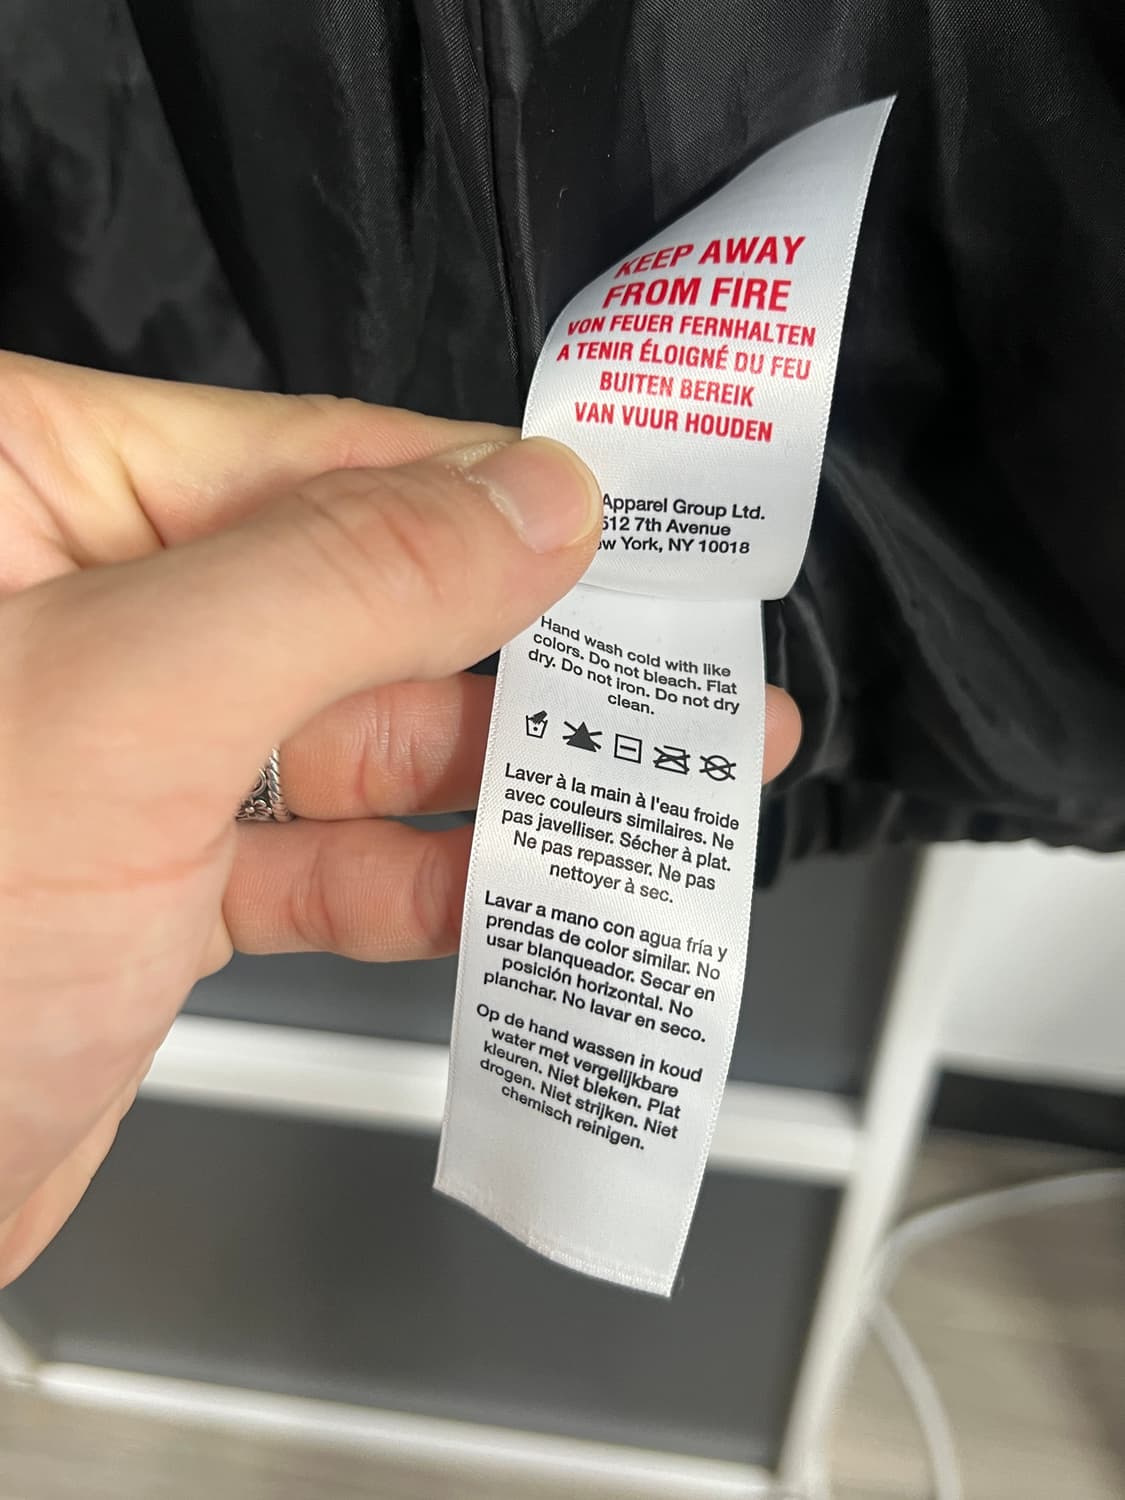 KEEP AWAY
FROM FIRE
VON FEUER FERNHALTEN
A TENIR ÉLOIGNÉ DU FEU
BUITEN BEREIK
VAN VUUR HOUDEN
Apparel Group Ltd.
512 7th Avenue
York, NY 10018
Hand wash cold with like
colors. Do not bleach. Flat
dry. Do not iron. Do not dry
clean.
Laver à la main à l'eau froide
avec couleurs similaires. Ne
pas javelliser. Sécher à plat.
Ne pas repasser. Ne pas
nettoyer à sec.
Lavar a mano con agua fría y
prendas de color similar. No
usar blanqueador. Secar en
posición horizontal. No
planchar. No lavar en seco.
Op de hand wassen in koud
water met vergelijkbare
kleuren. Niet bleken. Plat
drogen. Niet strijken. Niet
chemisch reinigen.